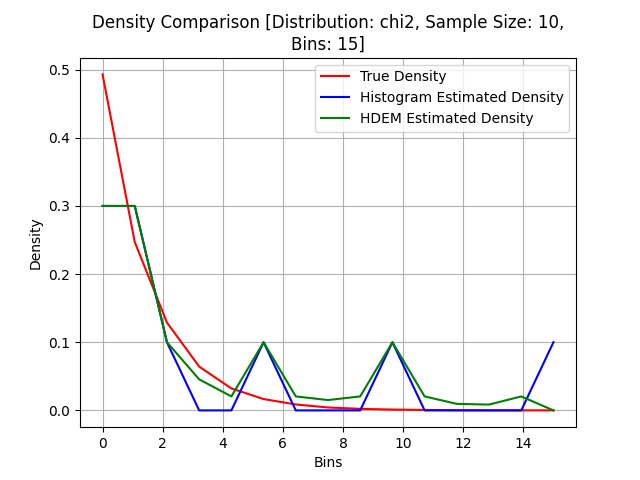 Density Comparison [Distribution: chi2, Sample Size: 10,
Bins: 15]
True Density
Histogram Estimated Density
HDEM Estimated Density
Density
0.5
0.4
0.3
0.2
0.1
0.0
0 2 4 6 8 10 12 14
Bins